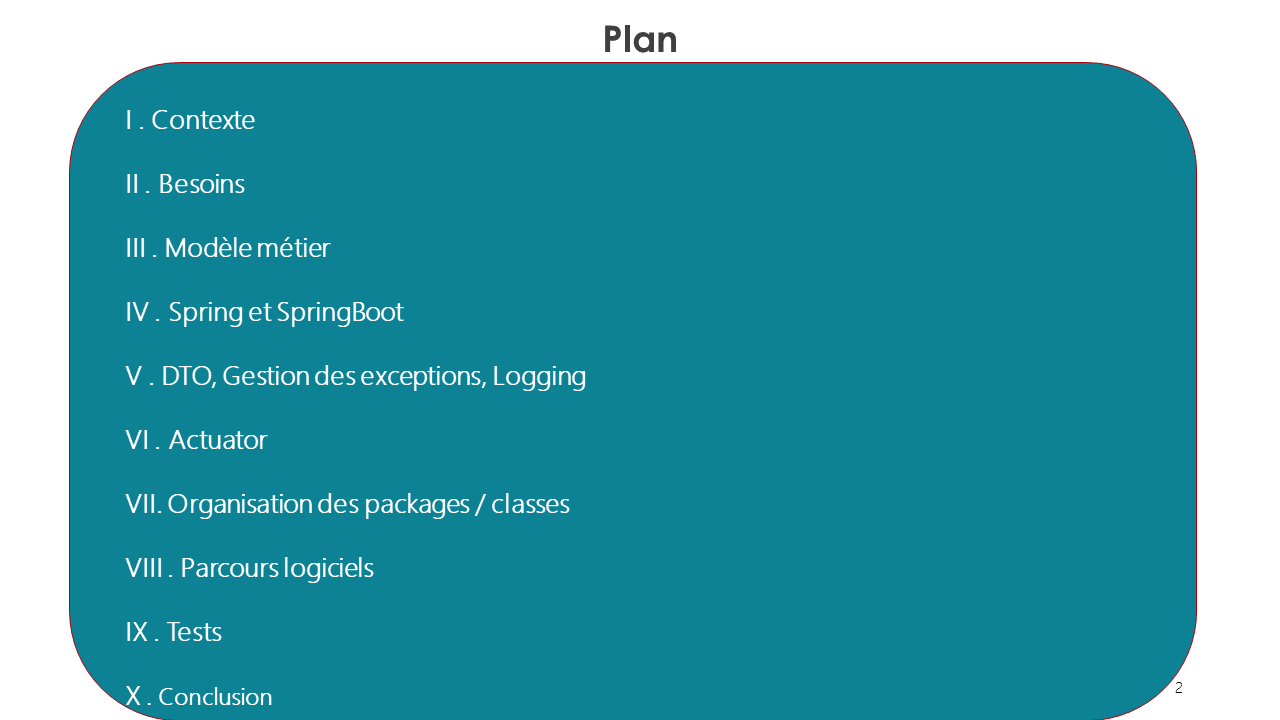 Plan
I . Contexte
II . Besoins
III . Modèle métier
IV . Spring et SpringBoot
V . DTO, Gestion des exceptions, Logging
VI . Actuator
VII. Organisation des packages / classes
VIII . Parcours logiciels
IX . Tests
X . Conclusion
2